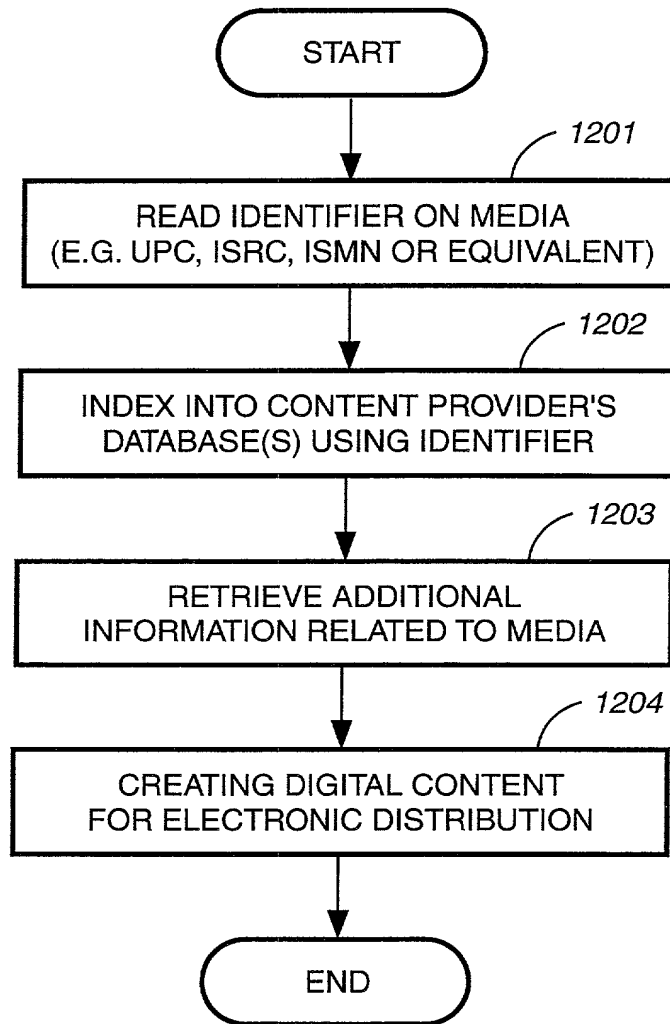 START
1201
READ IDENTIFIER ON MEDIA
(E.G. UPC, ISRC, ISMN OR EQUIVALENT)
1202
INDEX INTO CONTENT PROVIDER'S
DATABASE(S) USING IDENTIFIER
1203
RETRIEVE ADDITIONAL
INFORMATION RELATED TO MEDIA
1204
CREATING DIGITAL CONTENT
FOR ELECTRONIC DISTRIBUTION
END